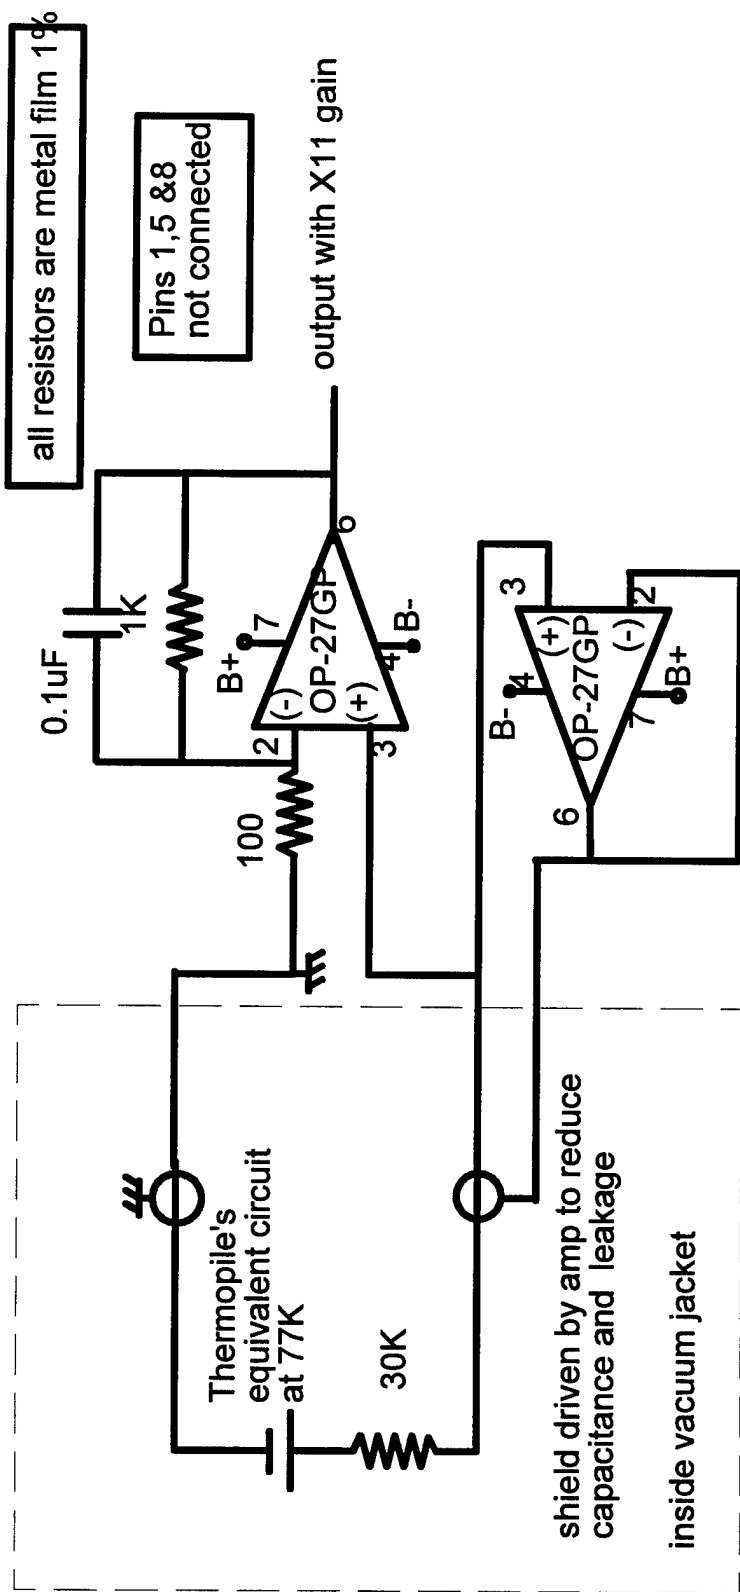 all resistors are metal film 1%
Pins 1,5 &8
not connected
output with X11 gain
0.1uF
1K
B+
7
6
2
(-)
OP-27GP
(+)
4
B-
3
100
3
(+)
4
B-
OP-27GP
(-)
2
7
B+
6
Thermopile's
equivalent circuit
at 77K
30K
shield driven by amp to reduce
capacitance and leakage
inside vacuum jacket